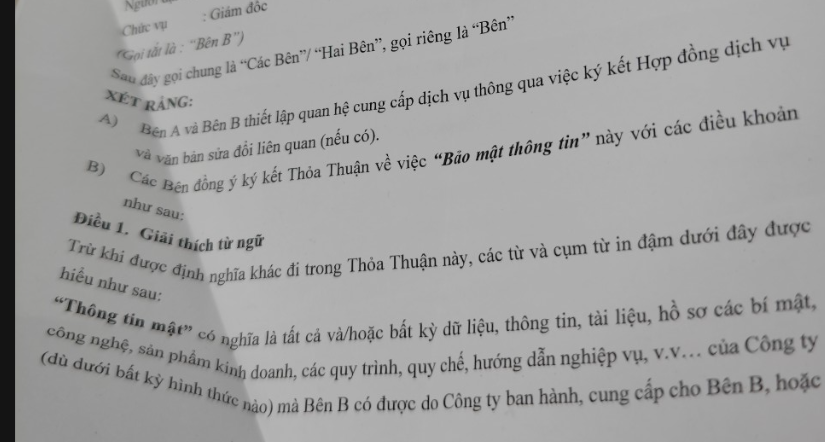 Chức vụ : Giám đốc
(Gọi tắt là : "Bên B")
Sau đây gọi chung là "Các Bên"/ "Hai Bên", gọi riêng là "Bên"
XÉT RẰNG:
A) Bên A và Bên B thiết lập quan hệ cung cấp dịch vụ thông qua việc ký kết Hợp đồng dịch vụ
và văn bản sửa đổi liên quan (nếu có).
B) Các Bên đồng ý ký kết Thỏa Thuận về việc "Bảo mật thông tin" này với các điều khoản
như sau:
Điều 1. Giải thích từ ngữ
Trừ khi được định nghĩa khác đi trong Thỏa Thuận này, các từ và cụm từ in đậm dưới đây được
hiểu như sau:
"Thông tin mật" có nghĩa là tất cả và/hoặc bất kỳ dữ liệu, thông tin, tài liệu, hồ sơ các bí mật,
công nghệ, sản phẩm kinh doanh, các quy trình, quy chế, hướng dẫn nghiệp vụ, v.v… của Công ty
(dù dưới bất kỳ hình thức nào) mà Bên B có được do Công ty ban hành, cung cấp cho Bên B, hoặc